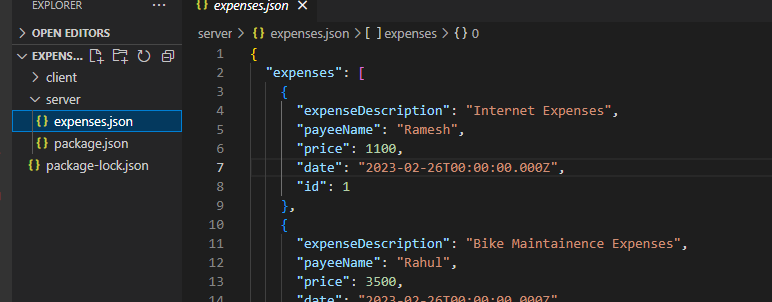 EXPLORER
OPEN EDITORS
EXPENS...
client
server
{} expenses.json
{} package.json
{} package-lock.json
{} expenses.json ×
server > {} expenses.json > [ ] expenses > {} 0
1 {
2 "expenses": [
3 {
4 "expenseDescription": "Internet Expenses",
5 "payeeName": "Ramesh",
6 "price": 1100,
7 "date": "2023-02-26T00:00:00.000Z",
8 "id": 1
9 },
10 {
11 "expenseDescription": "Bike Maintainence Expenses",
12 "payeeName": "Rahul",
13 "price": 3500,
14 "date": "2023-02-26T00:00:00.000Z"